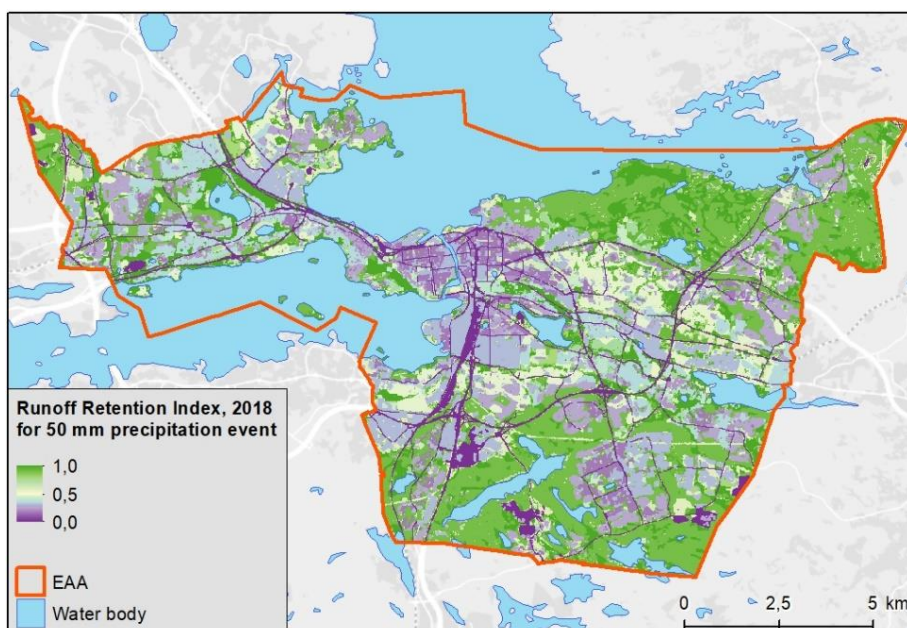 Runoff Retention Index, 2018
for 50 mm precipitation event
1,0
0,5
0,0
EAA
Water body
0 2,5 5 km